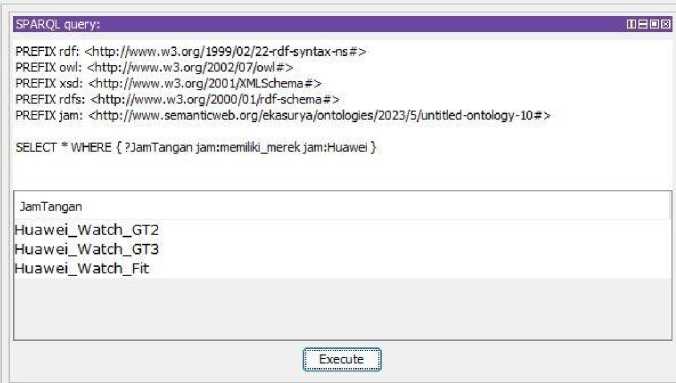 SPARQL query:
PREFIX rdf: <http://www.w3.org/1999/02/22-rdf-syntax-ns#>
PREFIX owl: <http://www.w3.org/2002/07/owl#>
PREFIX xsd: <http://www.w3.org/2001/XMLSchema#>
PREFIX rdfs: <http://www.w3.org/2000/01/rdf-schema#>
PREFIX jam: <http://www.semanticweb.org/ekasurya/ontologies/2023/5/untitled-ontology-10#>
SELECT * WHERE { ?JamTangan jam:memiliki_merek jam:Huawei }
JamTangan
Huawei_Watch_GT2
Huawei_Watch_GT3
Huawei_Watch_Fit
Execute